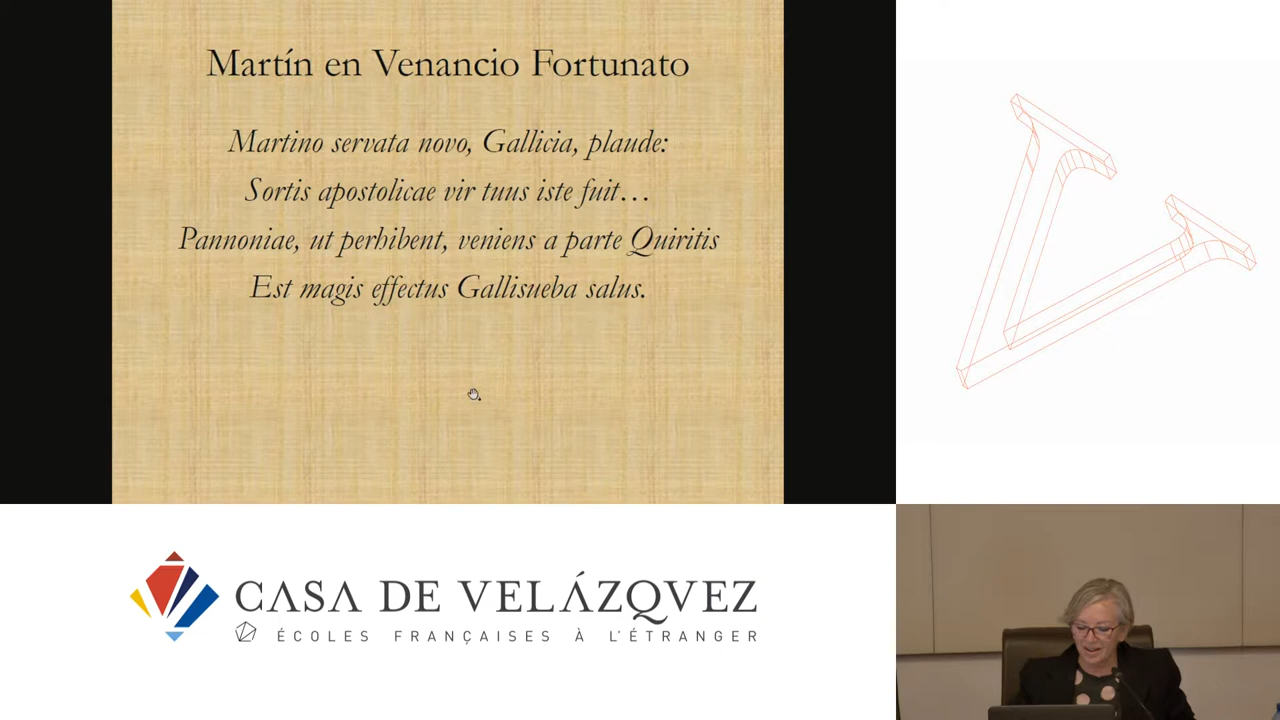 Martín en Venancio Fortunato
Martino servata novo, Gallicia, plaude:
Sortis apostolicae vir tuus iste fuit…
Pannoniae, ut perhibent, veniens a parte Quiritis
Est magis effectus Gallisueba salus.
CASA DE VELÁZQVEZ
ÉCOLES FRANÇAISES À L'ÉTRANGER